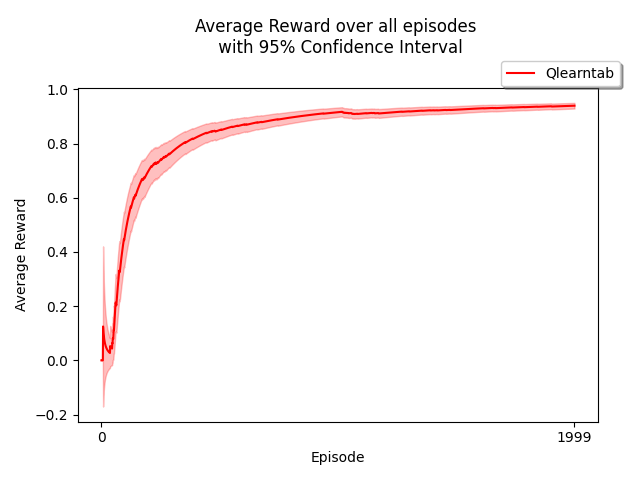 Average Reward over all episodes
with 95% Confidence Interval
Qlearntab
1.0
0.8
0.6
0.4
0.2
0.0
−0.2
Average Reward
0
1999
Episode